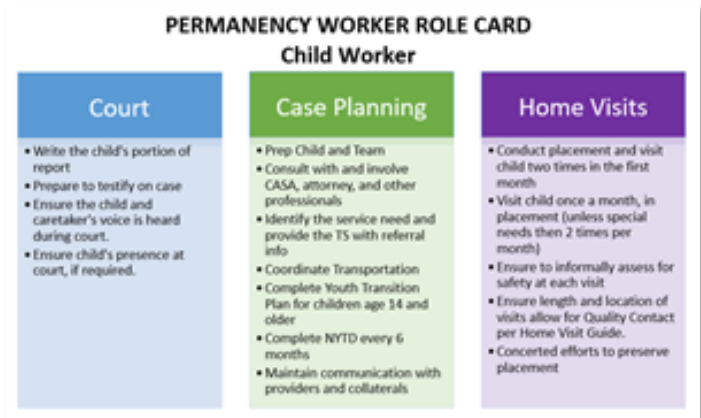 PERMANENCY WORKER ROLE CARD
Child Worker
Court
• Write the child's portion of
report
• Prepare to testify on case
• Ensure the child and
caretaker's voice is heard
during court.
• Ensure child's presence at
court, if required.
Case Planning
• Prep Child and Team
• Consult with and involve
CASA, attorney, and other
professionals
• Identify the service need and
provide the TS with referral
info
• Coordinate Transportation
• Complete Youth Transition
Plan for children age 14 and
older
• Complete NYTD every 6
months
• Maintain communication with
providers and collaterals
Home Visits
• Conduct placement and visit
child two times in the first
month
• Visit child once a month, in
placement (unless special
needs then 2 times per
month)
• Ensure to informally assess for
safety at each visit
• Ensure length and location of
visits allow for Quality Contact
per Home Visit Guide.
• Concerted efforts to preserve
placement